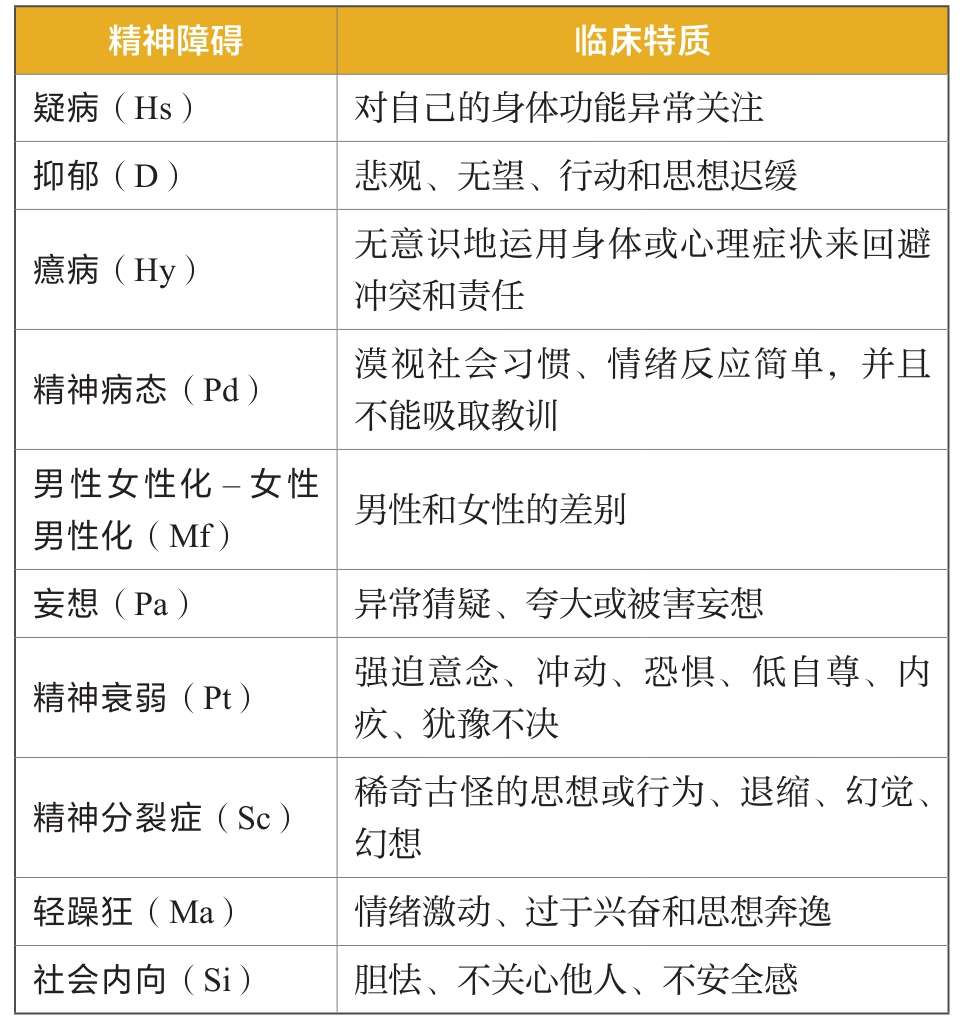 精神障碍 临床特质
疑病（Hs） 对自己的身体功能异常关注
抑郁（D） 悲观、无望、行动和思想迟缓
癔病（Hy） 无意识地运用身体或心理症状来回避
冲突和责任
精神病态（Pd） 漠视社会习惯、情绪反应简单，并且
不能吸取教训
男性女性化 – 女性
男性化（Mf） 男性和女性的差别
妄想（Pa） 异常猜疑、夸大或被害妄想
精神衰弱（Pt） 强迫意念、冲动、恐惧、低自尊、内
疚、犹豫不决
精神分裂症（Sc） 稀奇古怪的思想或行为、退缩、幻觉、
幻想
轻躁狂（Ma） 情绪激动、过于兴奋和思想奔逸
社会内向（Si） 胆怯、不关心他人、不安全感